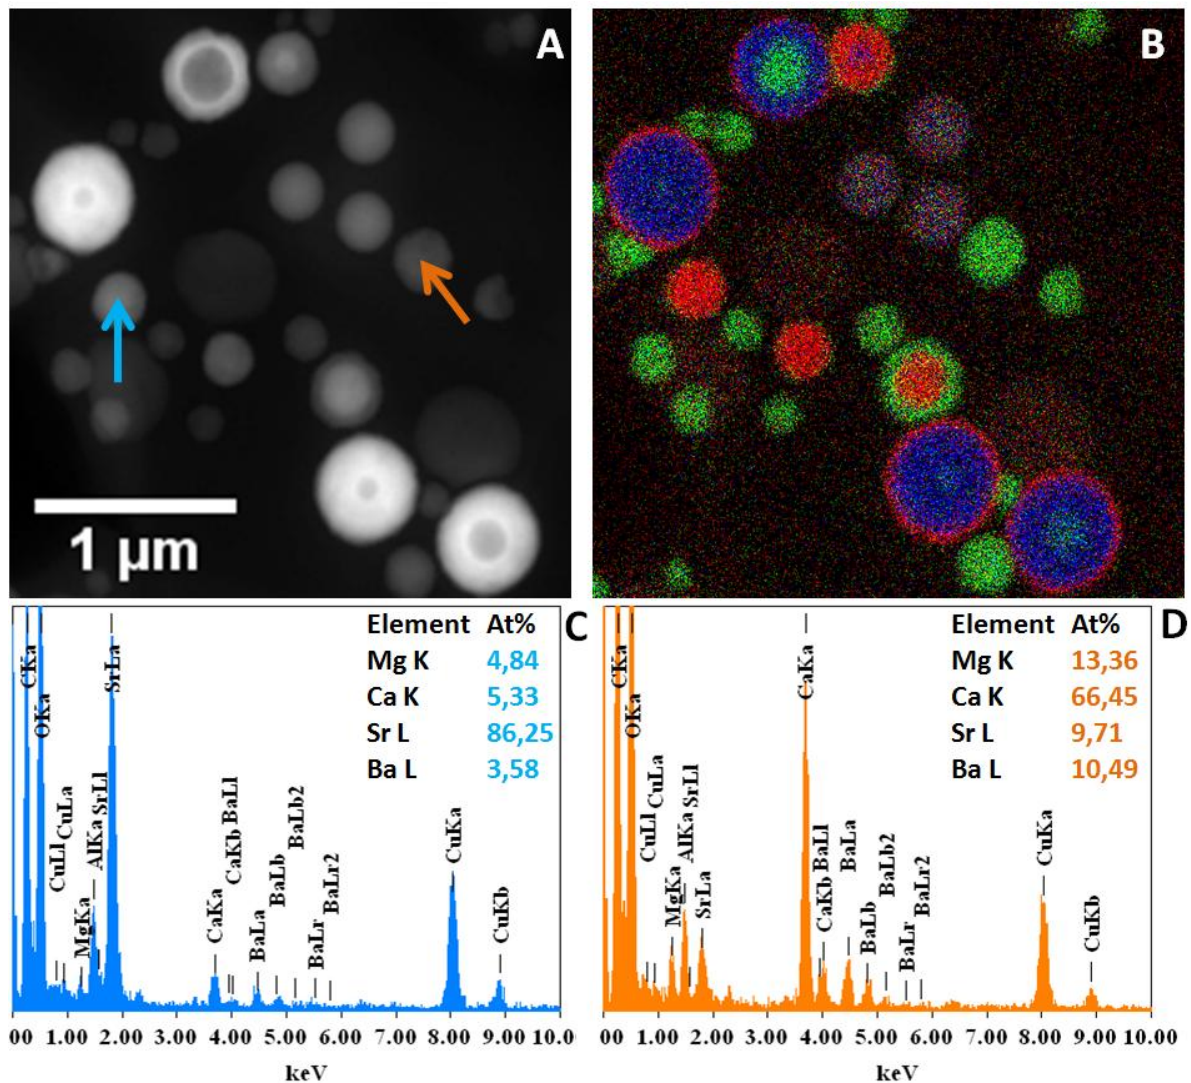 A
B
1 µm
C
Element At%
Mg K 4,84
Ca K 5,33
Sr L 86,25
Ba L 3,58
CKa
OKa
CuLl
CuLa
MgKa
AlKa
SrLl
SrLa
CaKa
CaKb
BaLl
BaLa
BaLb
BaLb2
BaLr
BaLr2
CuKa
CuKb
00 1.00 2.00 3.00 4.00 5.00 6.00 7.00 8.00 9.00 10.0
keV
D
Element At%
Mg K 13,36
Ca K 66,45
Sr L 9,71
Ba L 10,49
CKa
OKa
CuLl
CuLa
MgKa
AlKa
SrLl
SrLa
CaKa
CaKb
BaLl
BaLa
BaLb
BaLb2
BaLr
BaLr2
CuKa
CuKb
00 1.00 2.00 3.00 4.00 5.00 6.00 7.00 8.00 9.00 10.00
keV